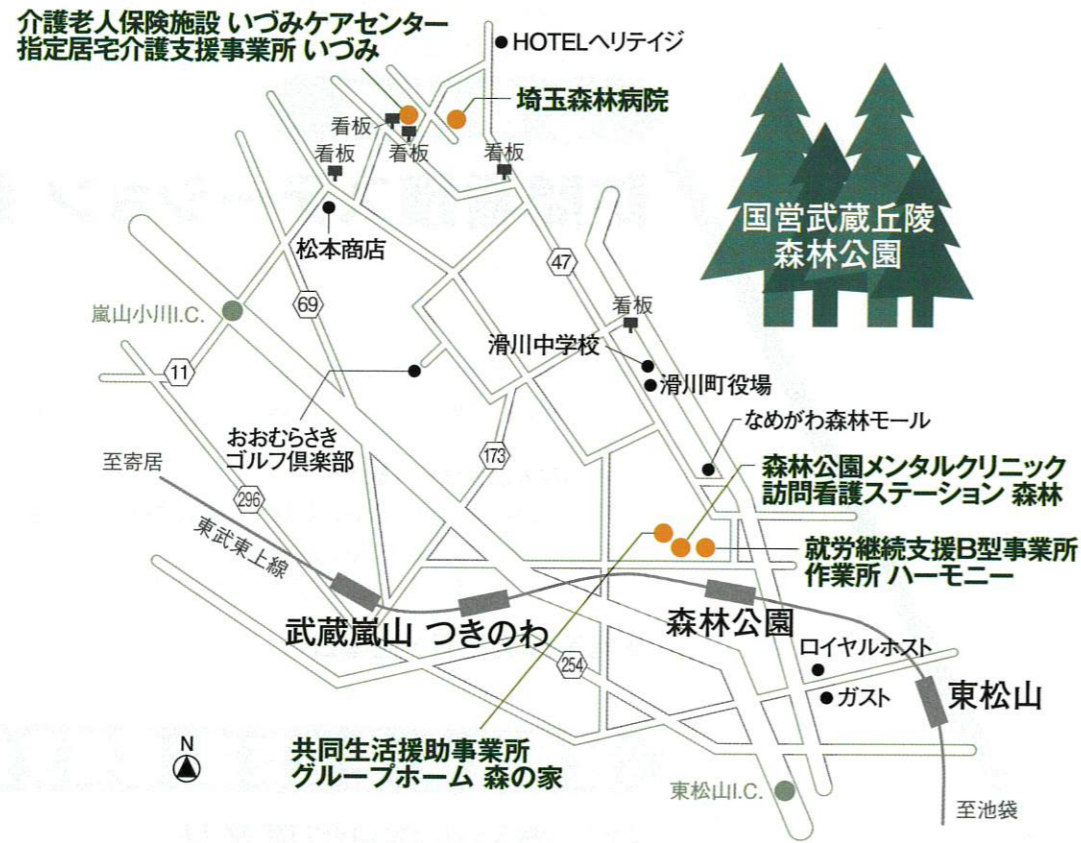 介護老人保険施設 いづみケアセンター
指定居宅介護支援事業所 いづみ
HOTELヘリテイジ
埼玉森林病院
看板
看板
看板
看板
国営武蔵丘陵
森林公園
松本商店
47
69
嵐山小川I.C.
看板
滑川中学校
11
滑川町役場
なめがわ森林モール
おおむらさき
ゴルフ倶楽部
173
至寄居
森林公園メンタルクリニック
訪問看護ステーション 森林
296
東武東上線
就労継続支援B型事業所
作業所 ハーモニー
武蔵嵐山
つきのわ
森林公園
ロイヤルホスト
254
ガスト
東松山
N
共同生活援助事業所
グループホーム 森の家
東松山I.C.
至池袋